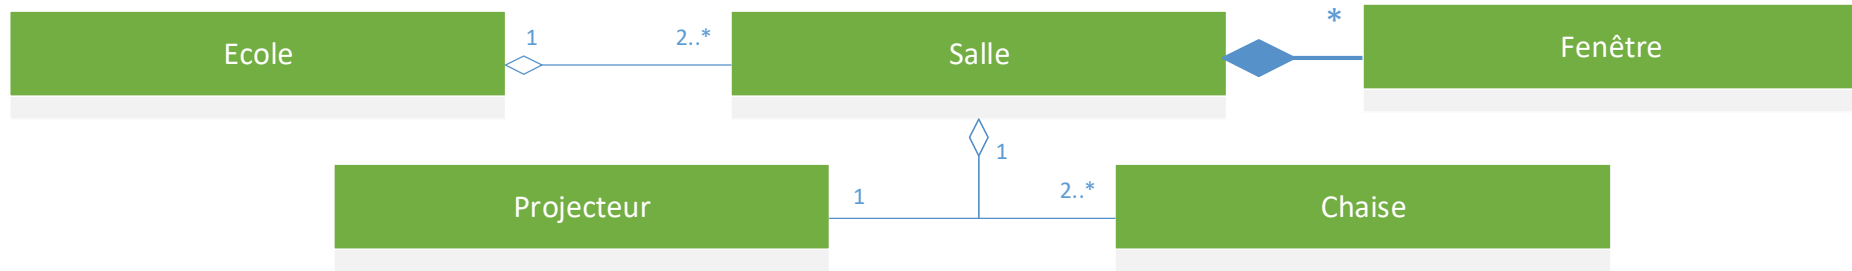 Ecole
1
2..*
Salle
*
Fenêtre
1
Projecteur
1
2..*
Chaise